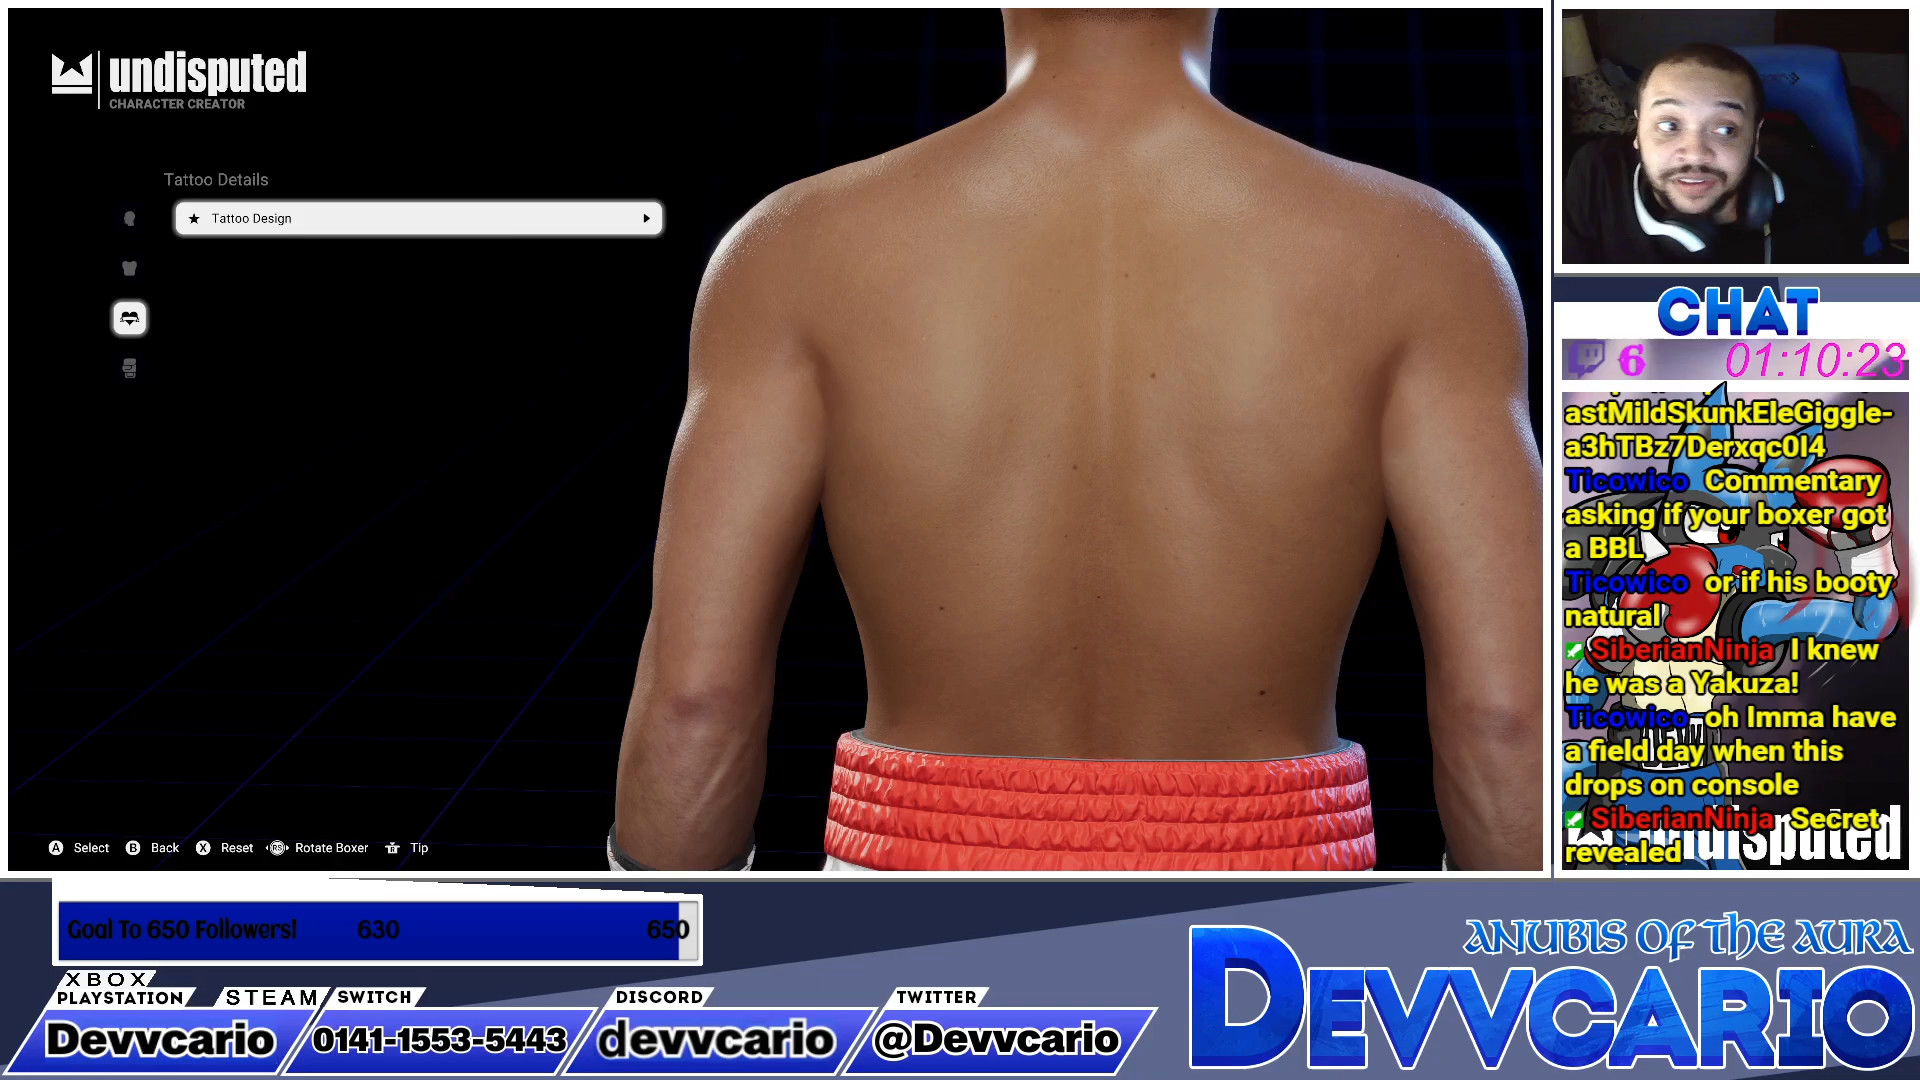 undisputed
CHARACTER CREATOR
Tattoo Details
Tattoo Design
A Select B Back X Reset RS Rotate Boxer Tip
CHAT
6 01:10:23
astMildSkunkEleGiggle-
a3hTBz7Derxqc0I4
Ticowico Commentary
asking if your boxer got
a BBL
Ticowico or if his booty
natural
SiberianNinja I knew
he was a Yakuza!
Ticowico oh Imma have
a field day when this
drops on console
SiberianNinja Secret
revealed
undisputed
Goal To 650 Followers! 630 650
XBOX
PLAYSTATION STEAM SWITCH DISCORD TWITTER
Devvcario 0141-1553-5443 devvcario @Devvcario
ANUBIS OF THE AURA
DEVVCARIO